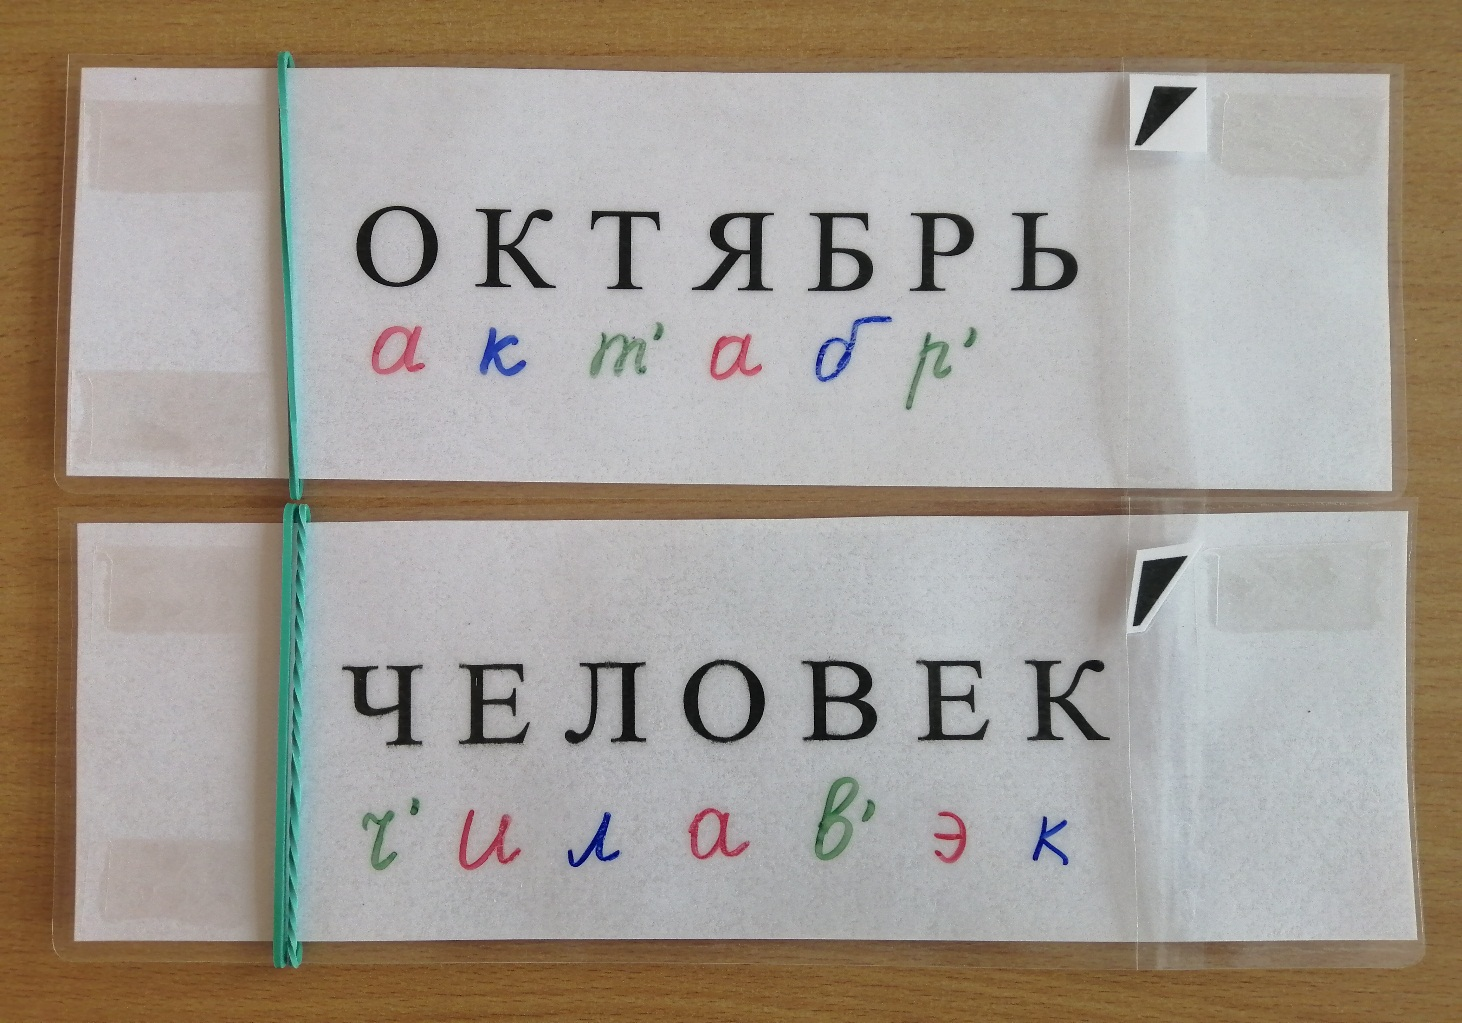 ОКТЯБРЬ
а к т' а б р'
ЧЕЛОВЕК
ч' и л а в' э к